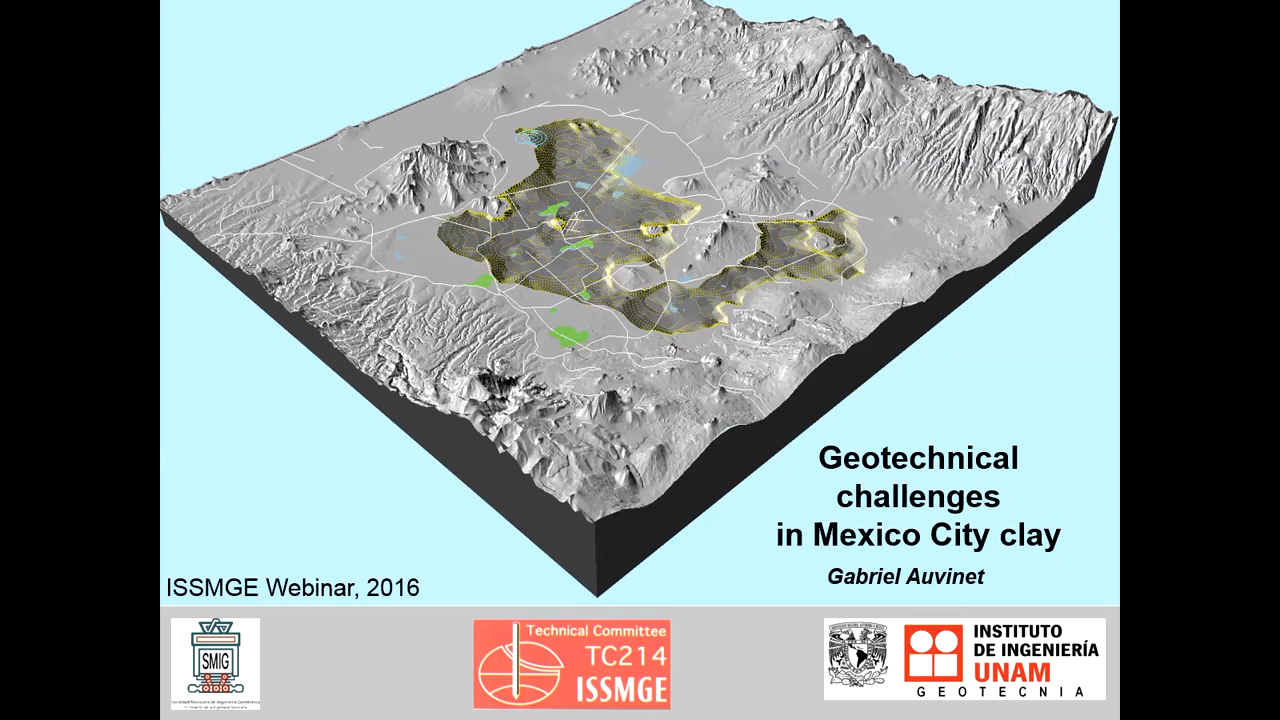 Geotechnical
challenges
in Mexico City clay
Gabriel Auvinet
ISSMGE Webinar, 2016
SMIG
Technical Committee
TC214
ISSMGE
INSTITUTO
DE INGENIERÍA
UNAM
GEOTECNIA